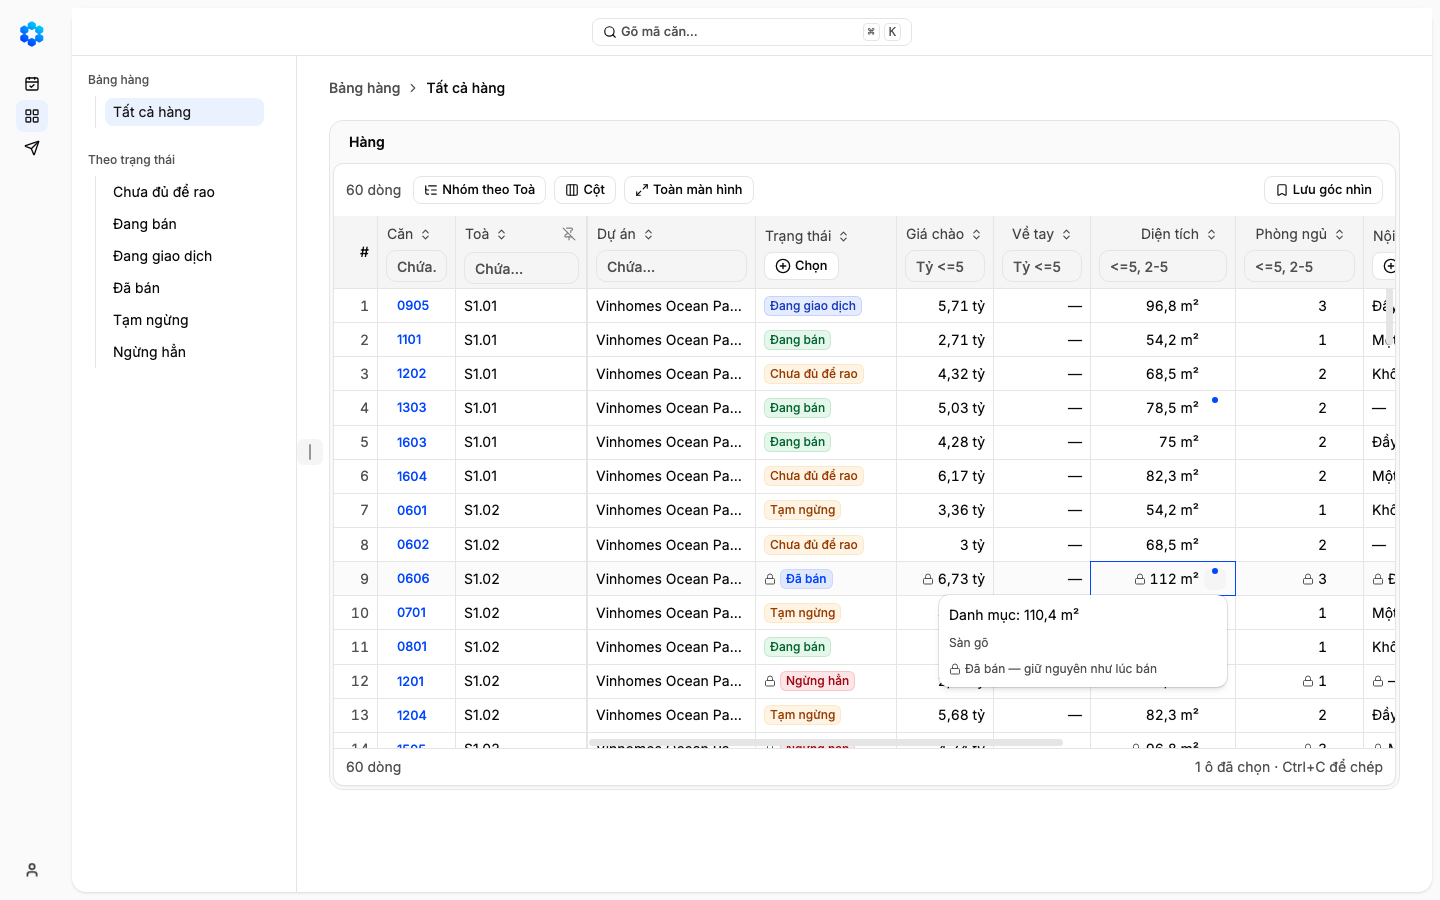 Gõ mã căn... ⌘ K
Bảng hàng
Tất cả hàng
Theo trạng thái
Chưa đủ để rao
Đang bán
Đang giao dịch
Đã bán
Tạm ngừng
Ngừng hẳn
Bảng hàng > Tất cả hàng
Hàng
60 dòng Nhóm theo Toà Cột Toàn màn hình Lưu góc nhìn
# Căn Toà Dự án Trạng thái Giá chào Về tay Diện tích Phòng ngủ Nội
Chứa. Chứa... Chứa... Chọn Tỷ <=5 Tỷ <=5 <=5, 2-5 <=5, 2-5
1 0905 S1.01 Vinhomes Ocean Pa... Đang giao dịch 5,71 tỷ — 96,8 m² 3
2 1101 S1.01 Vinhomes Ocean Pa... Đang bán 2,71 tỷ — 54,2 m² 1 Một
3 1202 S1.01 Vinhomes Ocean Pa... Chưa đủ để rao 4,32 tỷ — 68,5 m² 2 Khô
4 1303 S1.01 Vinhomes Ocean Pa... Đang bán 5,03 tỷ — 78,5 m² 2 —
5 1603 S1.01 Vinhomes Ocean Pa... Đang bán 4,28 tỷ — 75 m² 2 Đầy
6 1604 S1.01 Vinhomes Ocean Pa... Chưa đủ để rao 6,17 tỷ — 82,3 m² 2 Một
7 0601 S1.02 Vinhomes Ocean Pa... Tạm ngừng 3,36 tỷ — 54,2 m² 1 Khô
8 0602 S1.02 Vinhomes Ocean Pa... Chưa đủ để rao 3 tỷ — 68,5 m² 2 —
9 0606 S1.02 Vinhomes Ocean Pa... Đã bán 6,73 tỷ — 112 m² 3
10 0701 S1.02 Vinhomes Ocean Pa... Tạm ngừng 1 Một
11 0801 S1.02 Vinhomes Ocean Pa... Đang bán 1 Khô
12 1201 S1.02 Vinhomes Ocean Pa... Ngừng hẳn 1
13 1204 S1.02 Vinhomes Ocean Pa... Tạm ngừng 5,68 tỷ — 82,3 m² 2 Đầy
Danh mục: 110,4 m²
Sàn gỗ
Đã bán — giữ nguyên như lúc bán
60 dòng 1 ô đã chọn · Ctrl+C để chép